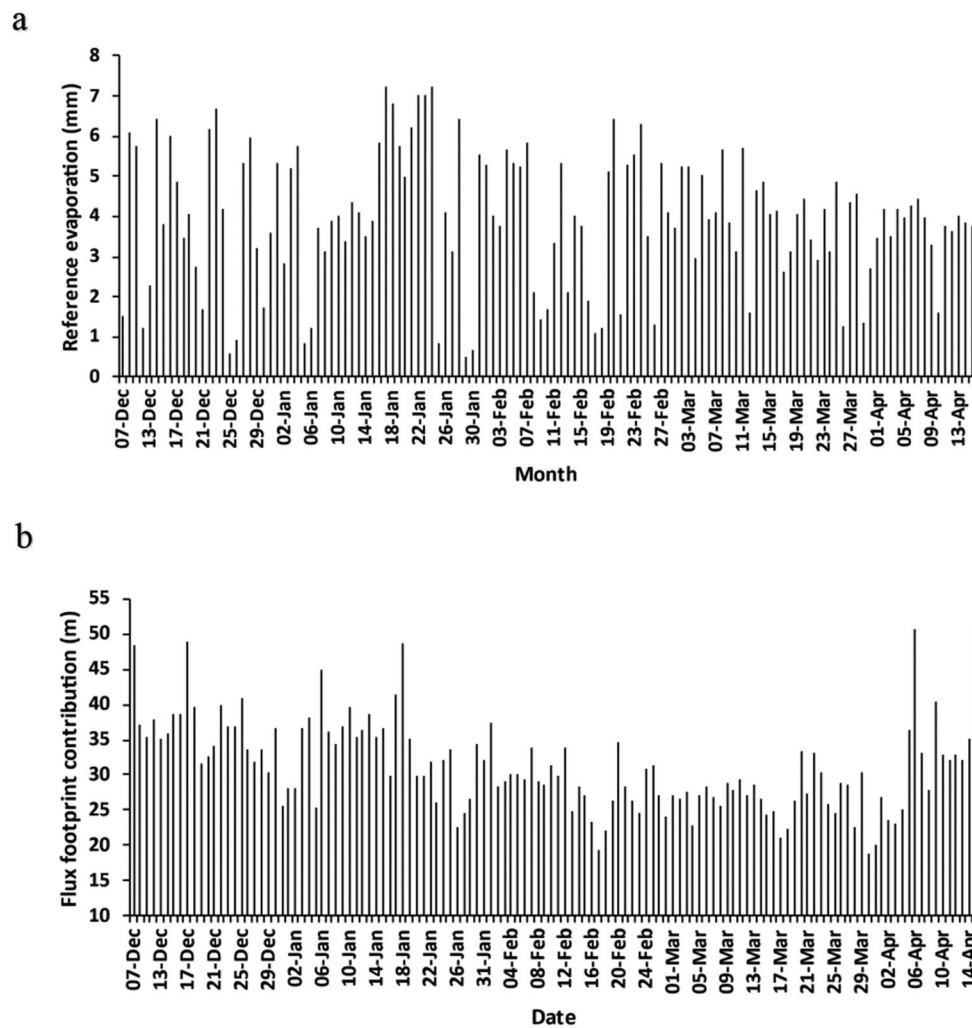 a
8
7
6
5
4
3
2
1
0
Reference evaporation (mm)
07-Dec
13-Dec
17-Dec
21-Dec
25-Dec
29-Dec
02-Jan
06-Jan
10-Jan
14-Jan
18-Jan
22-Jan
26-Jan
30-Jan
03-Feb
07-Feb
11-Feb
15-Feb
19-Feb
23-Feb
27-Feb
03-Mar
07-Mar
11-Mar
15-Mar
19-Mar
23-Mar
27-Mar
01-Apr
05-Apr
09-Apr
13-Apr
Month
b
55
50
45
40
35
30
25
20
15
10
Flux footprint contribution (m)
07-Dec
13-Dec
17-Dec
21-Dec
25-Dec
29-Dec
02-Jan
06-Jan
10-Jan
14-Jan
18-Jan
22-Jan
26-Jan
31-Jan
04-Feb
08-Feb
12-Feb
16-Feb
20-Feb
24-Feb
01-Mar
05-Mar
09-Mar
13-Mar
17-Mar
21-Mar
25-Mar
29-Mar
02-Apr
06-Apr
10-Apr
14-Apr
Date